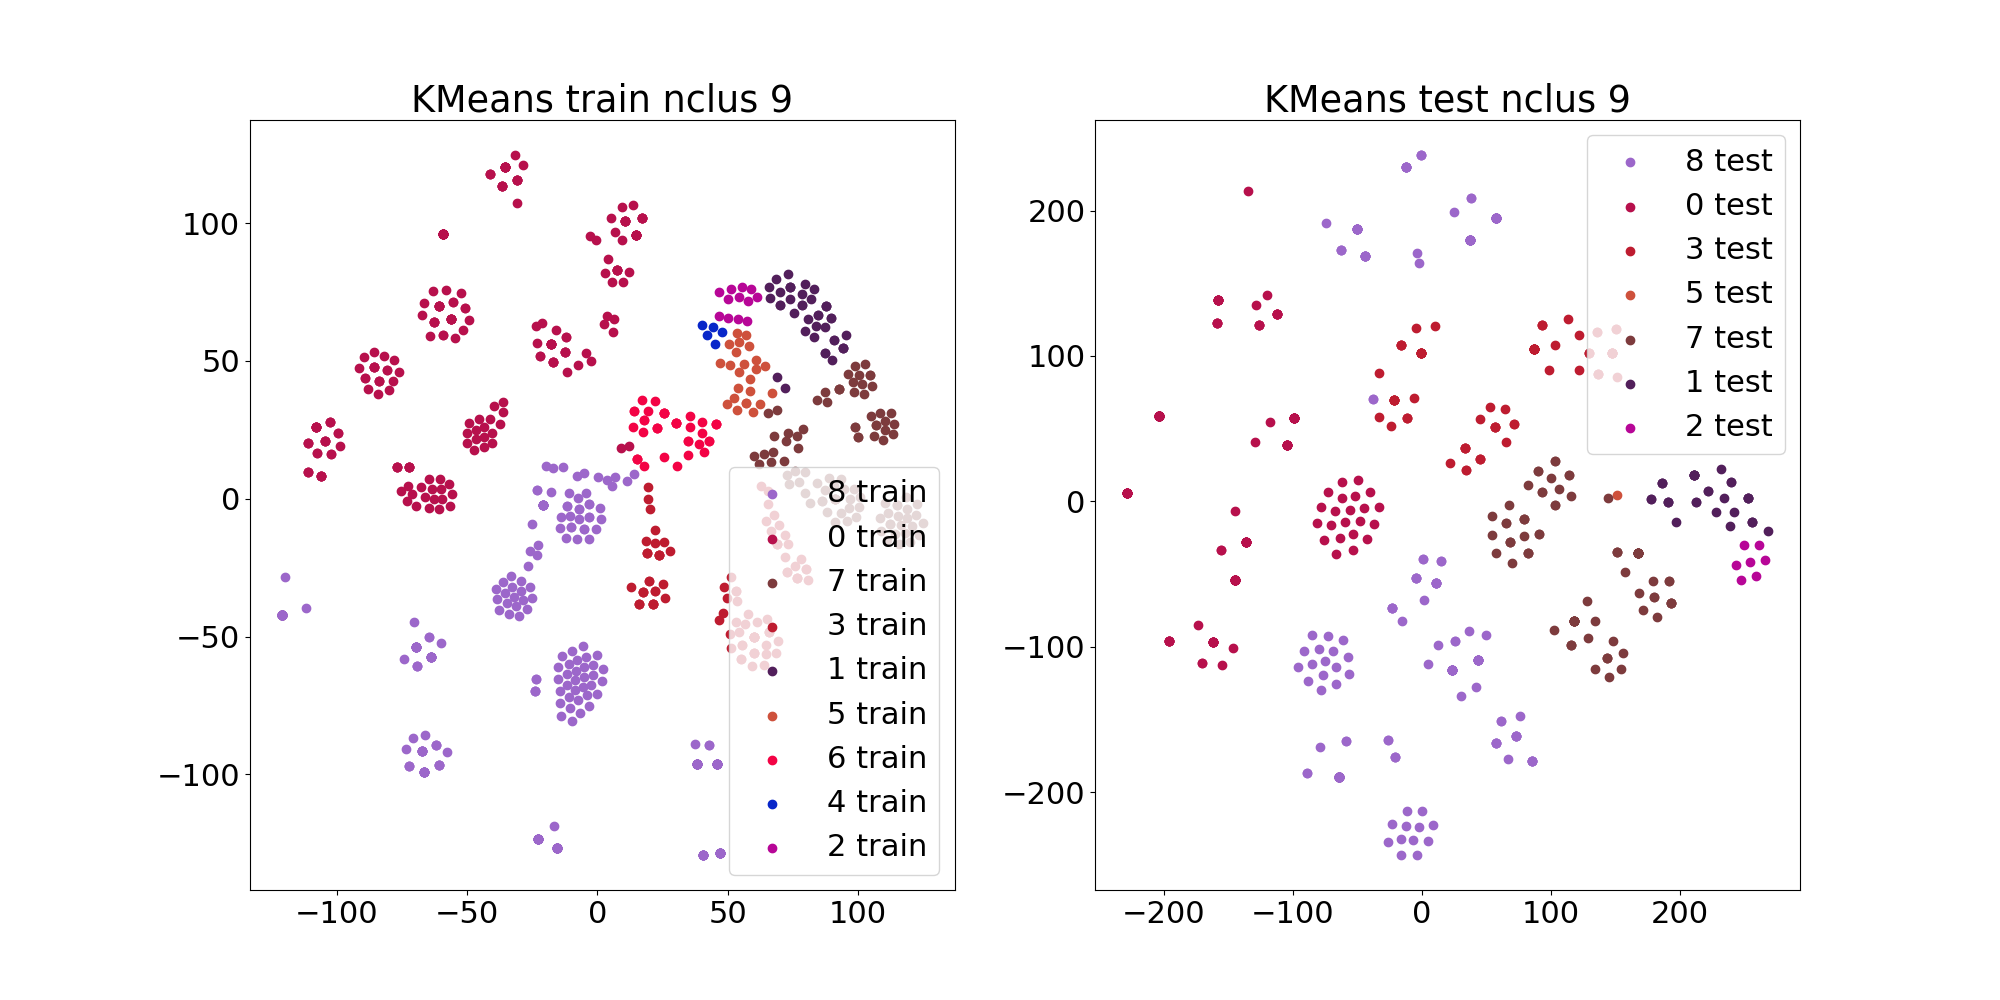 KMeans train nclus 9
100
50
0
−50
−100
−100
−50
0
50
100
8 train
0 train
7 train
3 train
1 train
5 train
6 train
4 train
2 train
KMeans test nclus 9
200
100
0
−100
−200
−200
−100
0
100
200
8 test
0 test
3 test
5 test
7 test
1 test
2 test